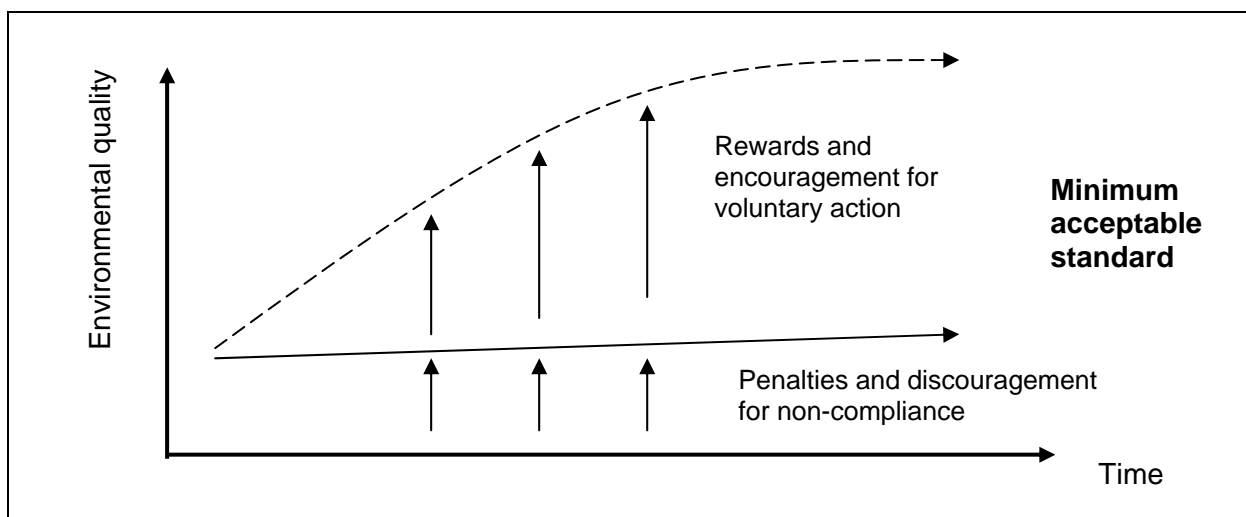 Environmental quality
Rewards and
encouragement for
voluntary action
Minimum
acceptable
standard
Penalties and discouragement
for non-compliance
Time